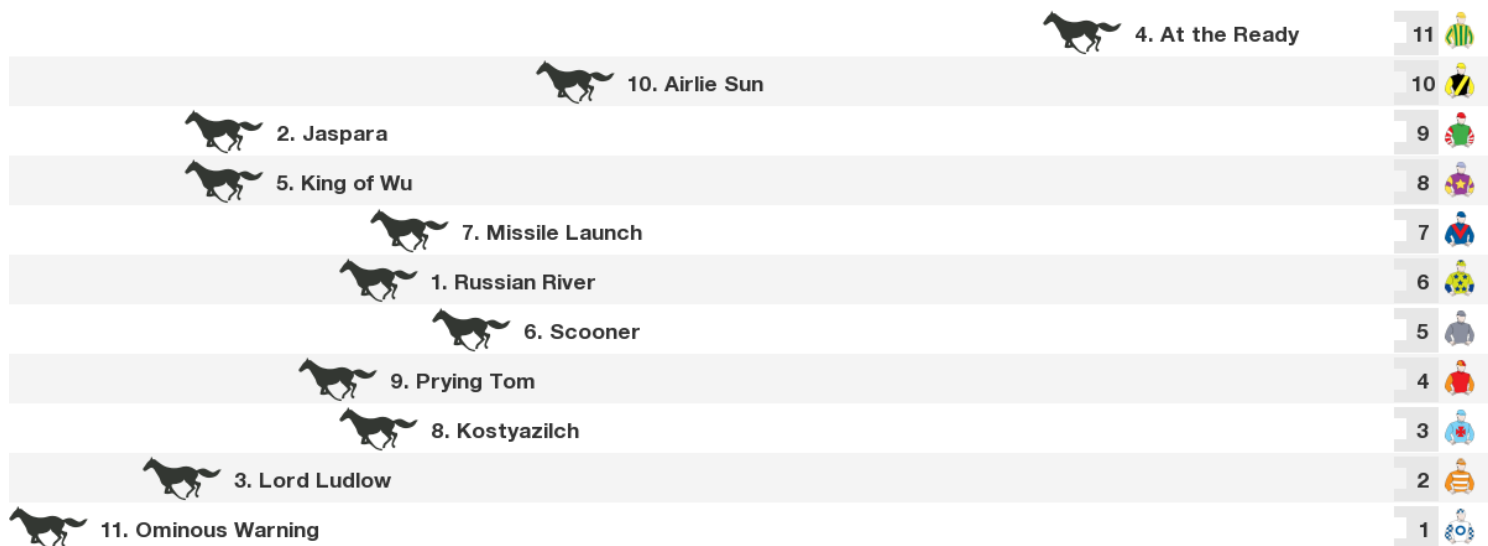 4. At the Ready 11
10. Airlie Sun 10
2. Jaspara 9
5. King of Wu 8
7. Missile Launch 7
1. Russian River 6
6. Scooner 5
9. Prying Tom 4
8. Kostyazilch 3
3. Lord Ludlow 2
11. Ominous Warning 1